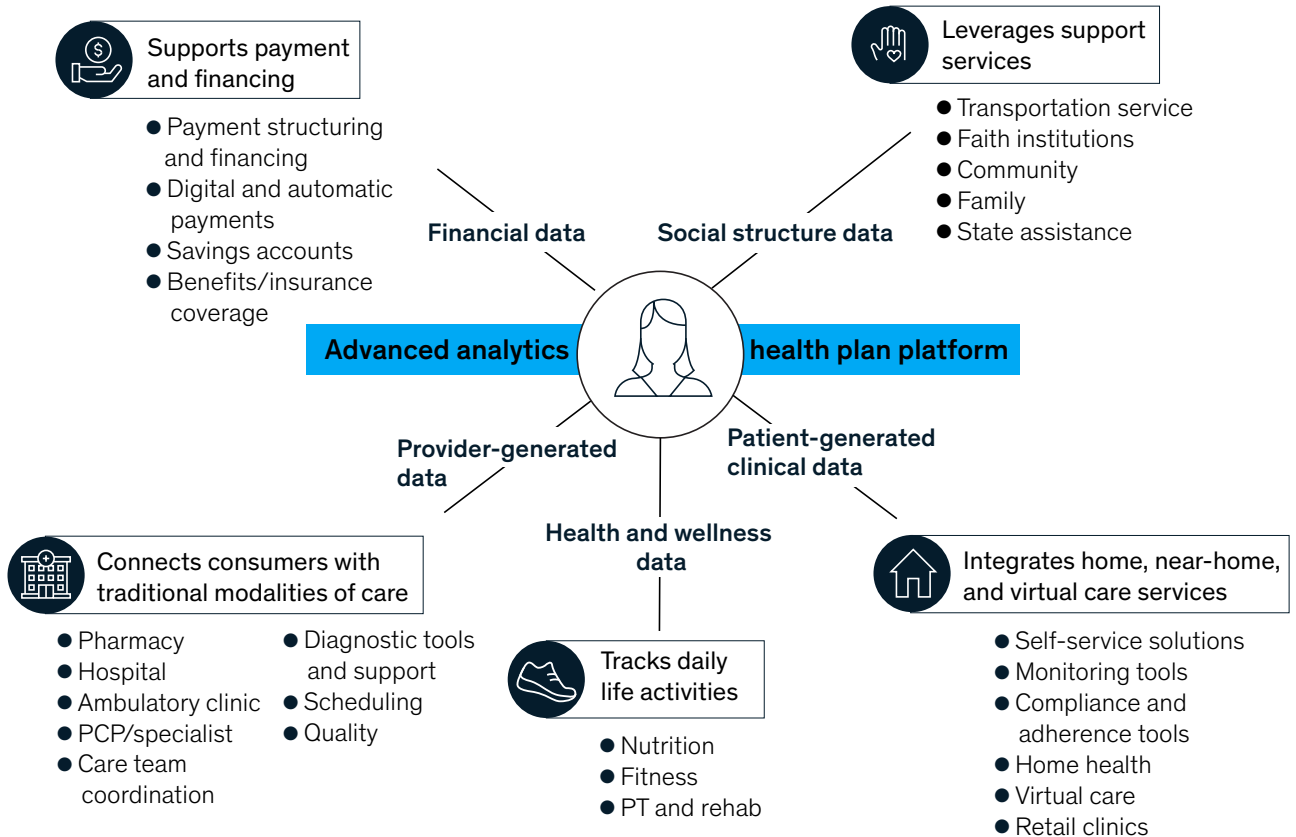 Supports payment
and financing
● Payment structuring
and financing
● Digital and automatic
payments
● Savings accounts
● Benefits/insurance
coverage
Leverages support
services
● Transportation service
● Faith institutions
● Community
● Family
● State assistance
Financial data
Social structure data
Advanced analytics
health plan platform
Provider-generated
data
Patient-generated
clinical data
Health and wellness
data
Connects consumers with
traditional modalities of care
● Pharmacy
● Hospital
● Ambulatory clinic
● PCP/specialist
● Care team
coordination
● Diagnostic tools
and support
● Scheduling
● Quality
Tracks daily
life activities
● Nutrition
● Fitness
● PT and rehab
Integrates home, near-home,
and virtual care services
● Self-service solutions
● Monitoring tools
● Compliance and
adherence tools
● Home health
● Virtual care
● Retail clinics